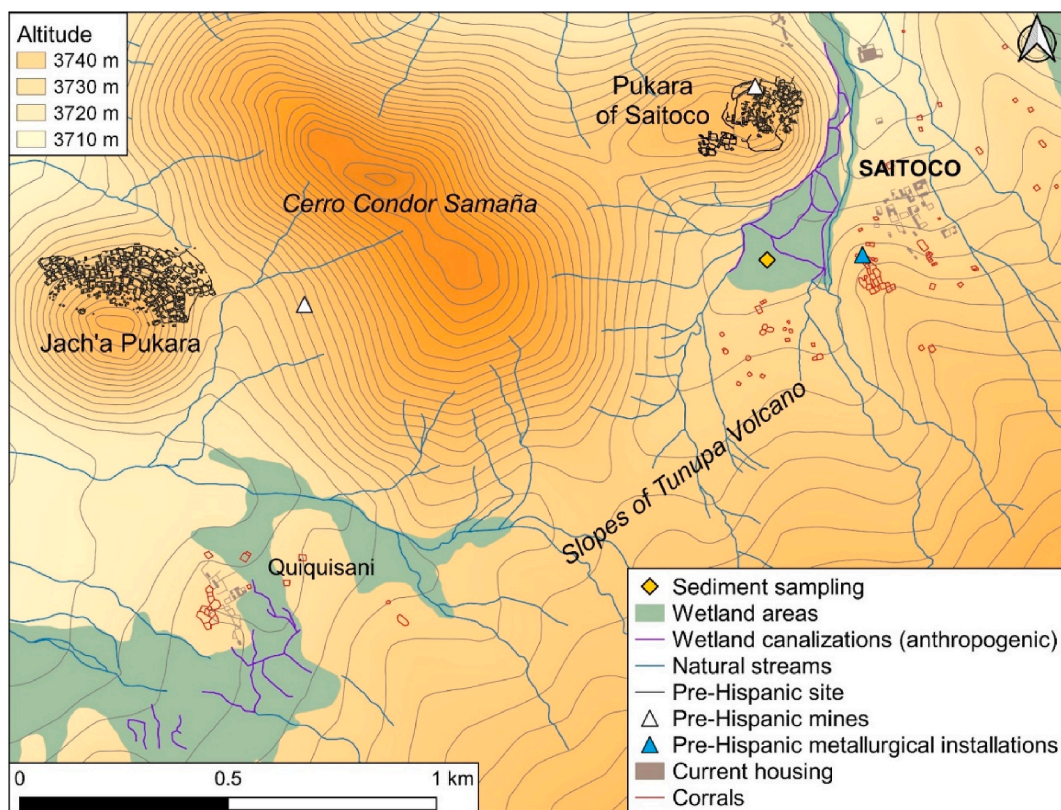 Altitude
3740 m
3730 m
3720 m
3710 m
Pukara
of Saitoco
SAITOCO
Cerro Condor Samaña
Jach'a Pukara
Slopes of Tunupa Volcano
Quiquisani
Sediment sampling
Wetland areas
Wetland canalizations (anthropogenic)
Natural streams
Pre-Hispanic site
Pre-Hispanic mines
Pre-Hispanic metallurgical installations
Current housing
Corrals
0 0.5 1 km